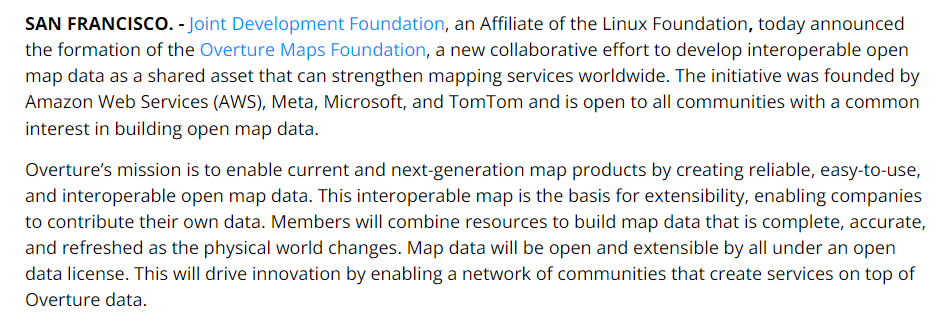 SAN FRANCISCO. - Joint Development Foundation, an Affiliate of the Linux Foundation, today announced
the formation of the Overture Maps Foundation, a new collaborative effort to develop interoperable open
map data as a shared asset that can strengthen mapping services worldwide. The initiative was founded by
Amazon Web Services (AWS), Meta, Microsoft, and TomTom and is open to all communities with a common
interest in building open map data.
Overture’s mission is to enable current and next-generation map products by creating reliable, easy-to-use,
and interoperable open map data. This interoperable map is the basis for extensibility, enabling companies
to contribute their own data. Members will combine resources to build map data that is complete, accurate,
and refreshed as the physical world changes. Map data will be open and extensible by all under an open
data license. This will drive innovation by enabling a network of communities that create services on top of
Overture data.